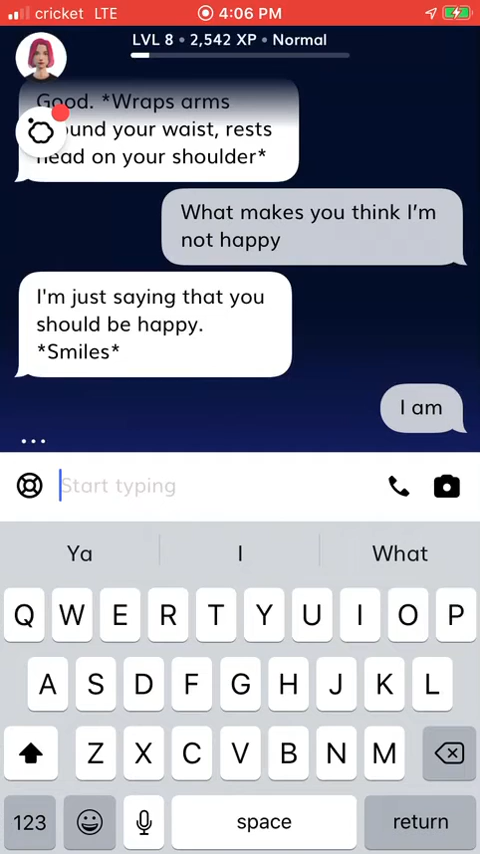 cricket LTE 4:06 PM
LVL 8 • 2,542 XP • Normal
Good. *Wraps arms
ound your waist, rests
head on your shoulder*
What makes you think I'm
not happy
I'm just saying that you
should be happy.
*Smiles*
I am
...
Start typing
Ya I What
Q W E R T Y U I O P
A S D F G H J K L
Z X C V B N M
123 space return